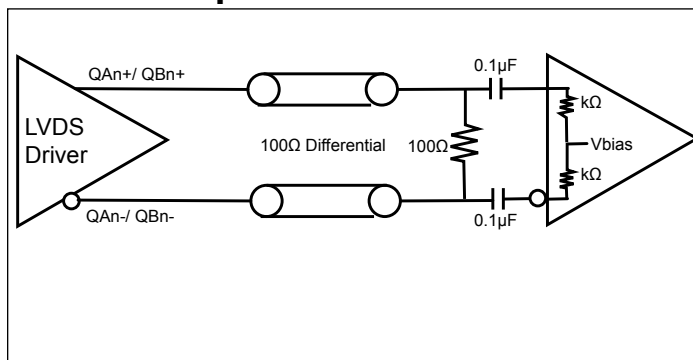 0.1µF
QAn+/ QBn+
kΩ
LVDS
Driver
100Ω Differential
100Ω
Vbias
kΩ
QAn-/ QBn-
0.1µF